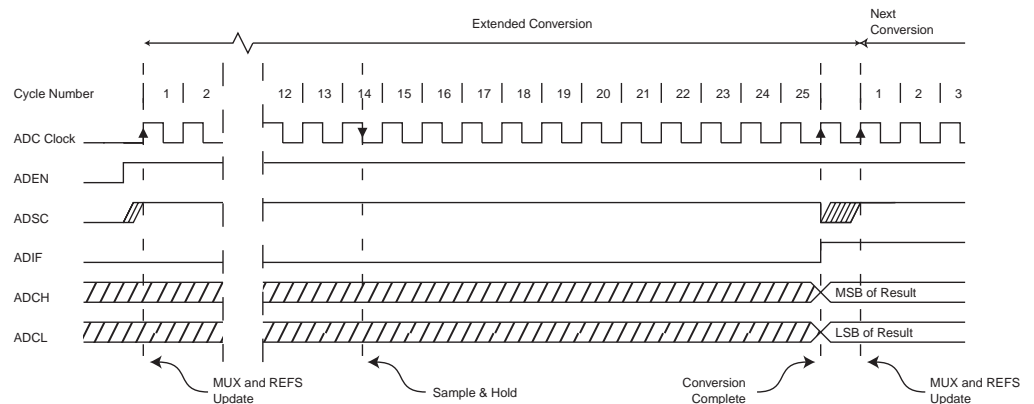 Extended Conversion
Next
Conversion
Cycle Number 1 2 12 13 14 15 16 17 18 19 20 21 22 23 24 25 1 2 3
ADC Clock
ADEN
ADSC
ADIF
ADCH MSB of Result
ADCL LSB of Result
MUX and REFS
Update
Sample & Hold
Conversion
Complete
MUX and REFS
Update